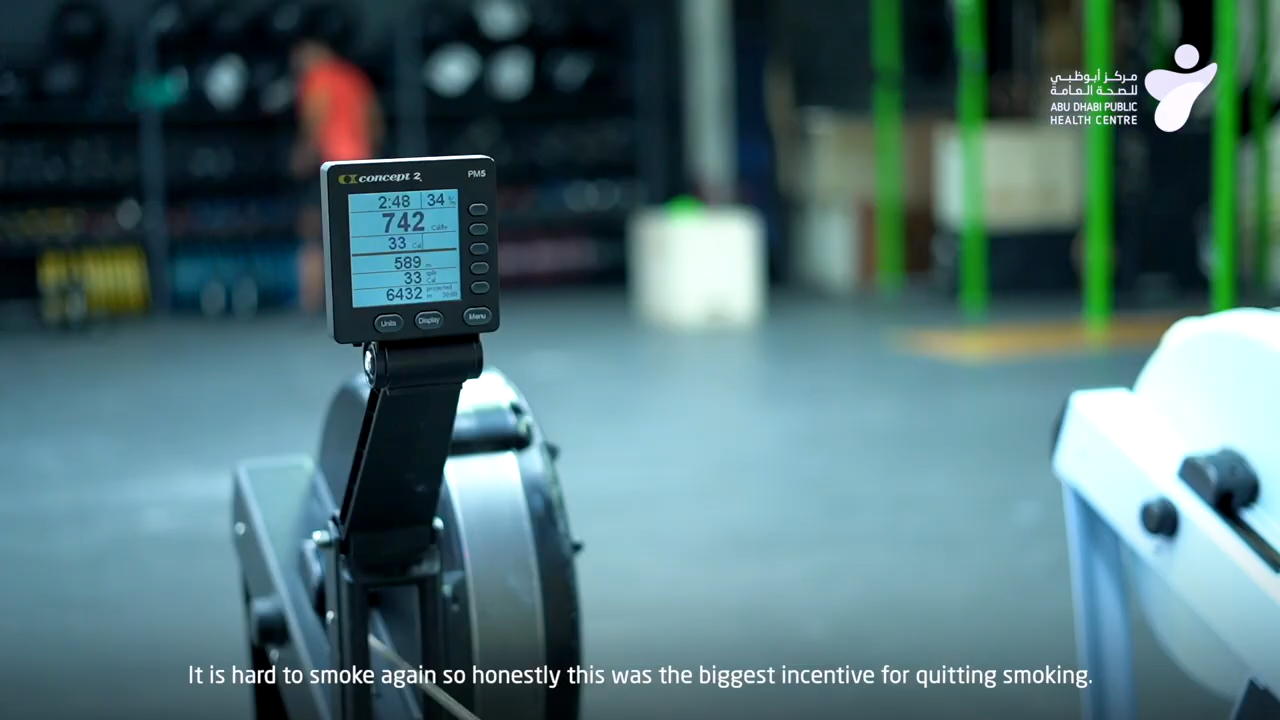 مركز أبوظبي
للصحة العامة
ABU DHABI PUBLIC
HEALTH CENTRE
concept 2
PM5
2:48 34
742
33 Cal
589 m
33 Cal
6432
Units Display Menu
It is hard to smoke again so honestly this was the biggest incentive for quitting smoking.